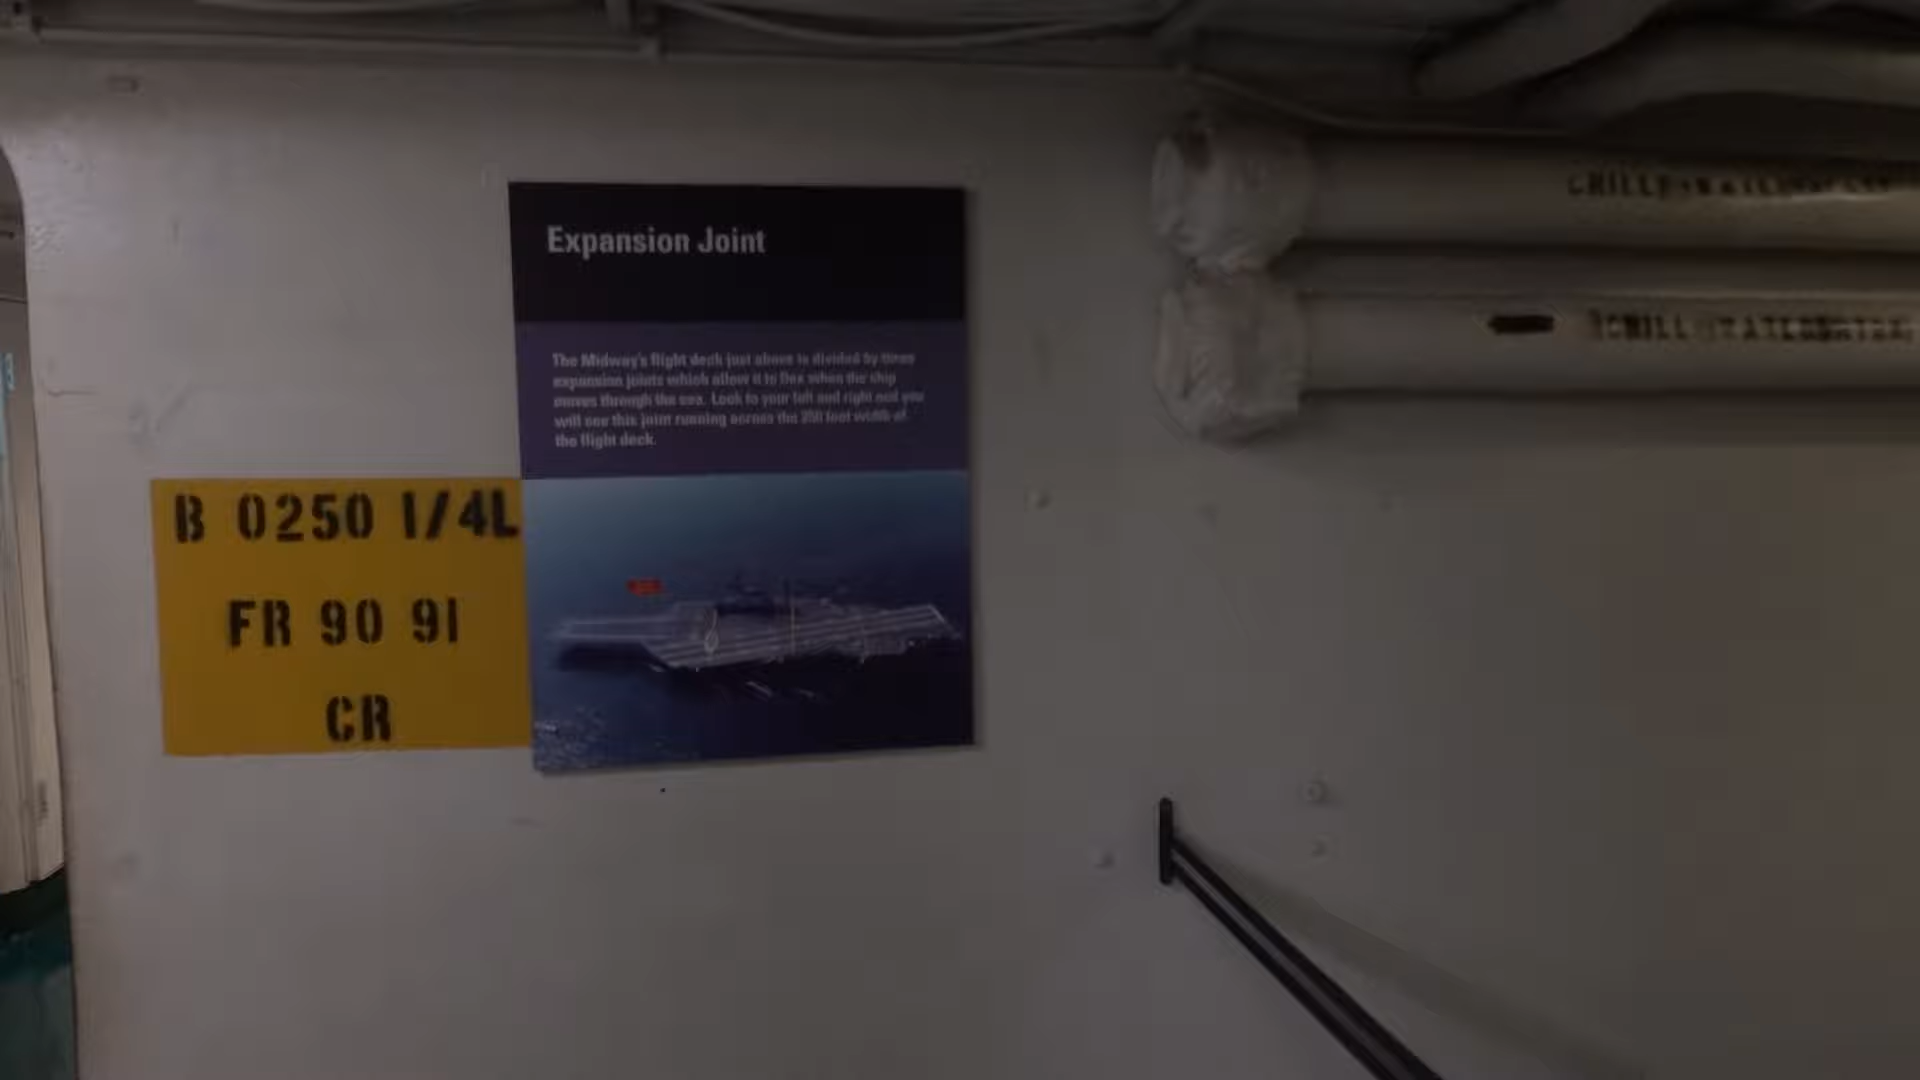 Expansion Joint
The Midway's flight deck just above is divided by three
expansion joints which allow it to flex when the ship
moves through the sea. Look to your left and right and you
will see this joint running across the 250 foot width of
the flight deck.
B 0250 1/4L
FR 90 91
CR
CHILL
CHILL